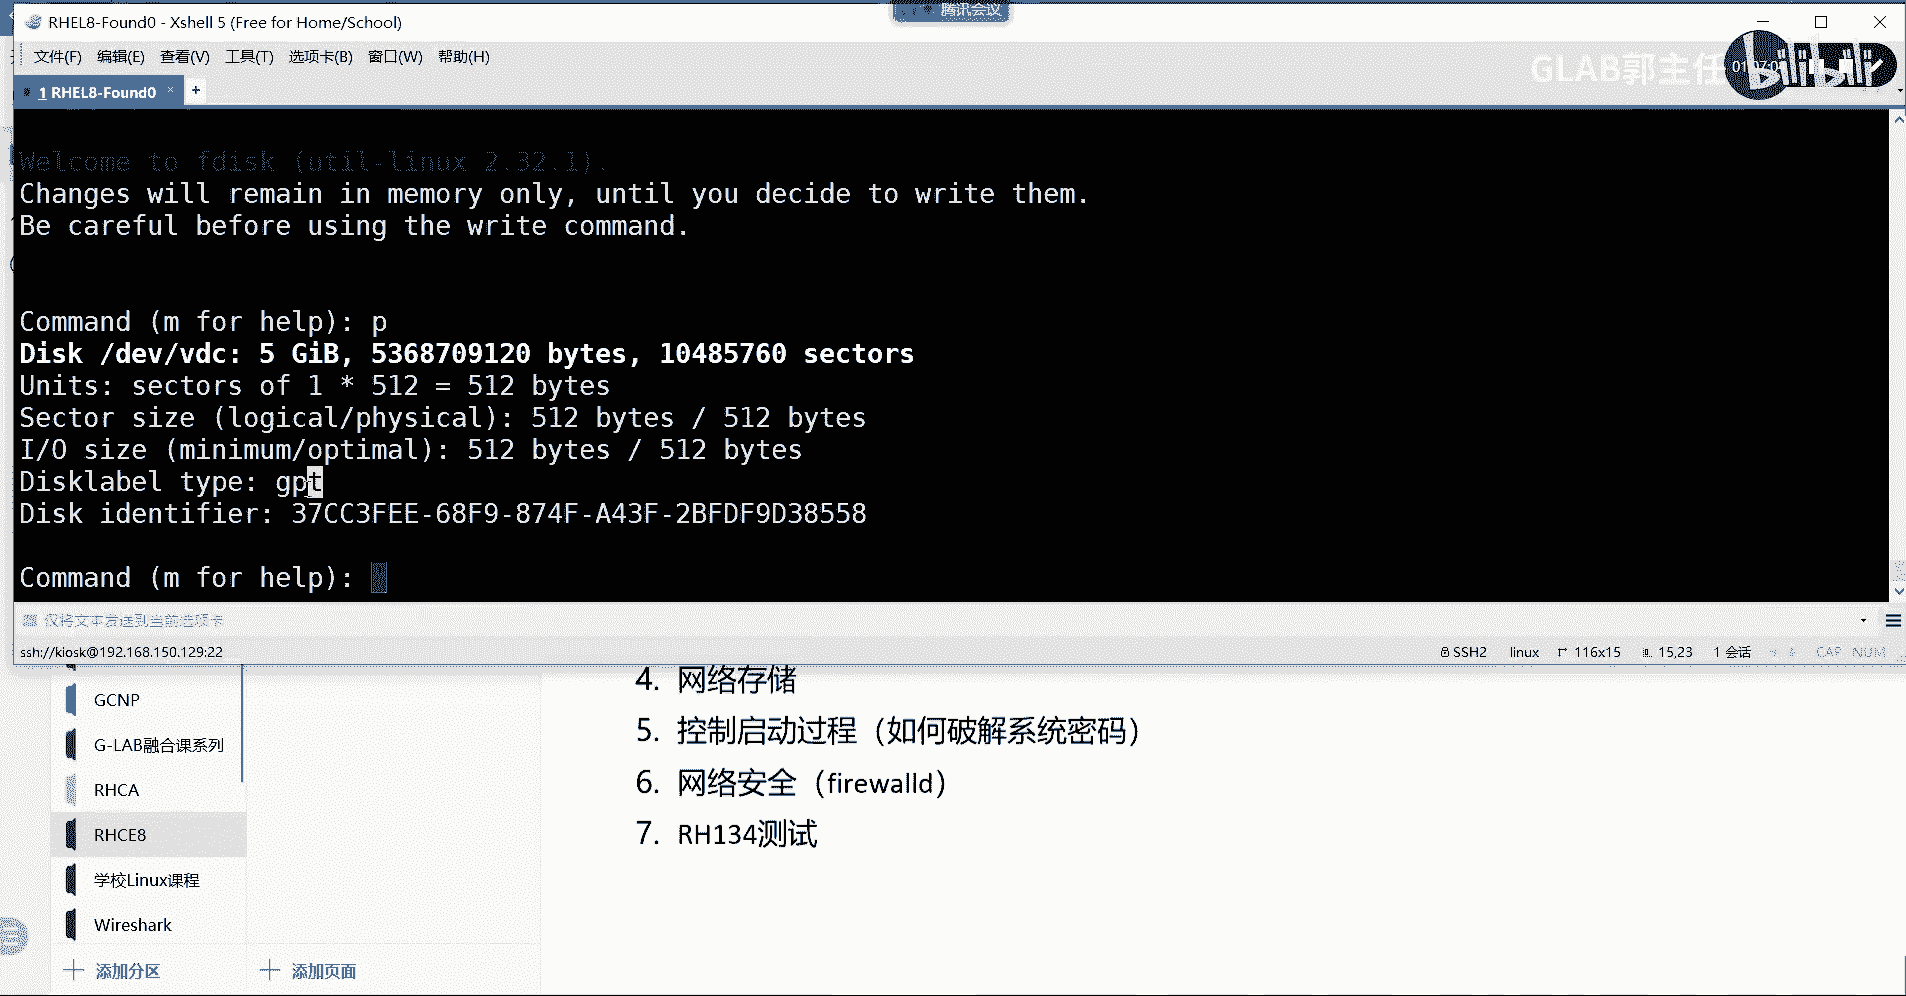 腾讯会议
RHEL8-Found0 - Xshell 5 (Free for Home/School)
文件(F) 编辑(E) 查看(V) 工具(T) 选项卡(B) 窗口(W) 帮助(H)
GLAB郭主任
bilibili
1 RHEL8-Found0 × +
Welcome to fdisk (util-linux 2.32.1).
Changes will remain in memory only, until you decide to write them.
Be careful before using the write command.
Command (m for help): p
Disk /dev/vdc: 5 GiB, 5368709120 bytes, 10485760 sectors
Units: sectors of 1 * 512 = 512 bytes
Sector size (logical/physical): 512 bytes / 512 bytes
I/O size (minimum/optimal): 512 bytes / 512 bytes
Disklabel type: gpt
Disk identifier: 37CC3FEE-68F9-874F-A43F-2BFDF9D38558
Command (m for help):
仅将文本发送到当前选项卡
ssh://kiosk@192.168.150.129:22 SSH2 linux 116x15 15,23 1 会话 CAP NUM
GCNP
G-LAB融合课系列
RHCA
RHCE8
学校Linux课程
Wireshark
添加分区 添加页面
4. 网络存储
5. 控制启动过程（如何破解系统密码）
6. 网络安全（firewalld）
7. RH134测试